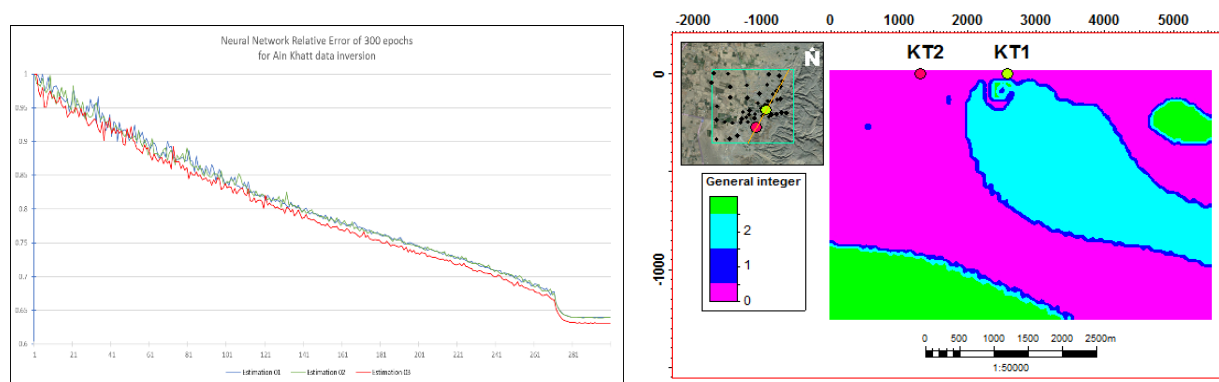 Neural Network Relative Error of 300 epochs
for Ain Khatt data inversion
1
0.95
0.9
0.85
0.8
0.75
0.7
0.65
0.6
1 21 41 61 81 101 121 141 161 181 201 221 241 261 281
Estimation 01 Estimation 02 Estimation 03
-2000 -1000 0 1000 2000 3000 4000 5000
KT2 KT1
N
0
General integer
2
1
0
-1000
0 500 1000 1500 2000 2500m
1:50000